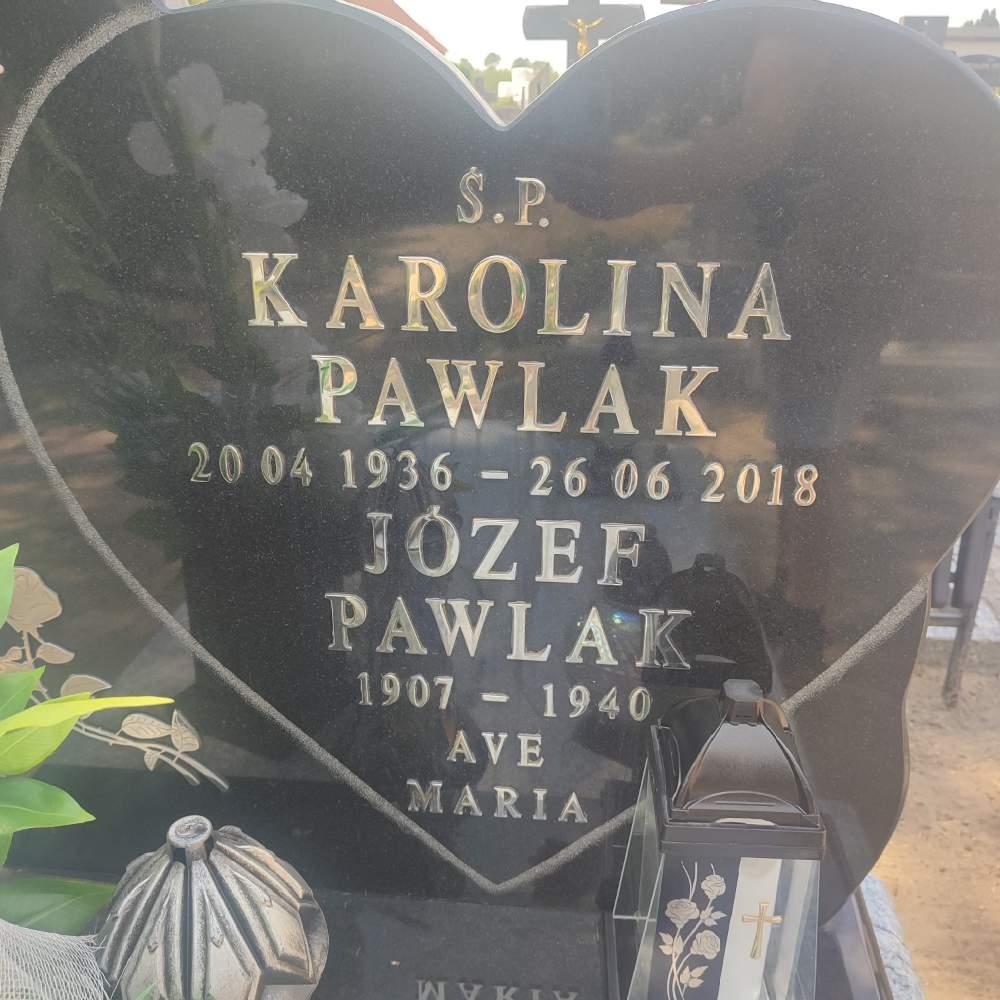 Ś.P.
KAROLINA
PAWLAK
20 04 1936 – 26 06 2018
JÓZEF
PAWLAK
1907 – 1940
AVE
MARIA